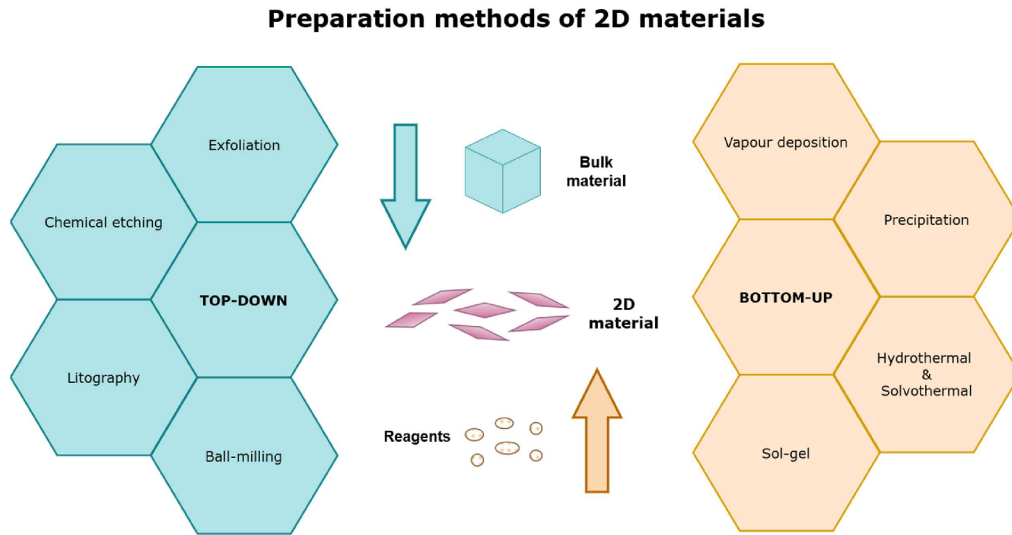 Preparation methods of 2D materials
Exfoliation
Chemical etching
TOP-DOWN
Litography
Ball-milling
Bulk
material
2D
material
Reagents
Vapour deposition
Precipitation
BOTTOM-UP
Hydrothermal
&
Solvothermal
Sol-gel